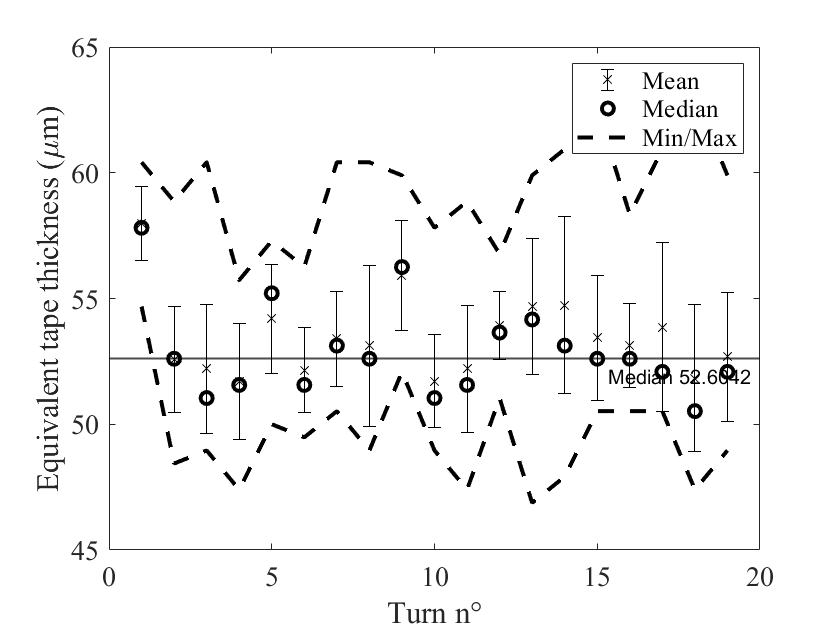 65
60
55
50
45
0
5
10
15
20
Equivalent tape thickness (μm)
Turn n°
Mean
Median
Min/Max
Median 52.6042